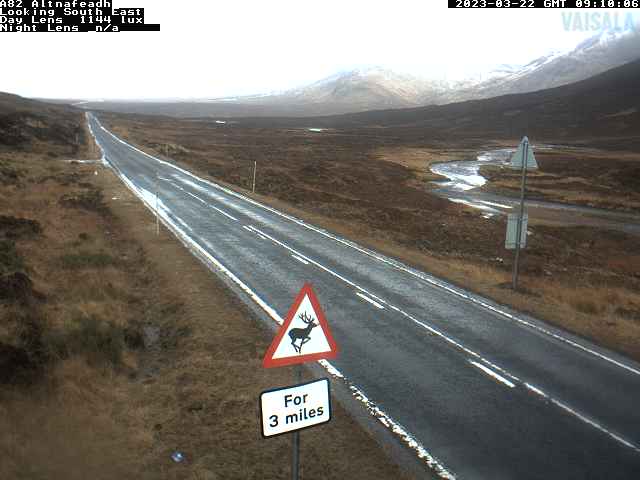 A82 Altnafeadh
Looking South East
Day Lens 1144 lux
Night Lens n/a
2023-03-22 GMT 09:10:06
VAISALA
For
3 miles